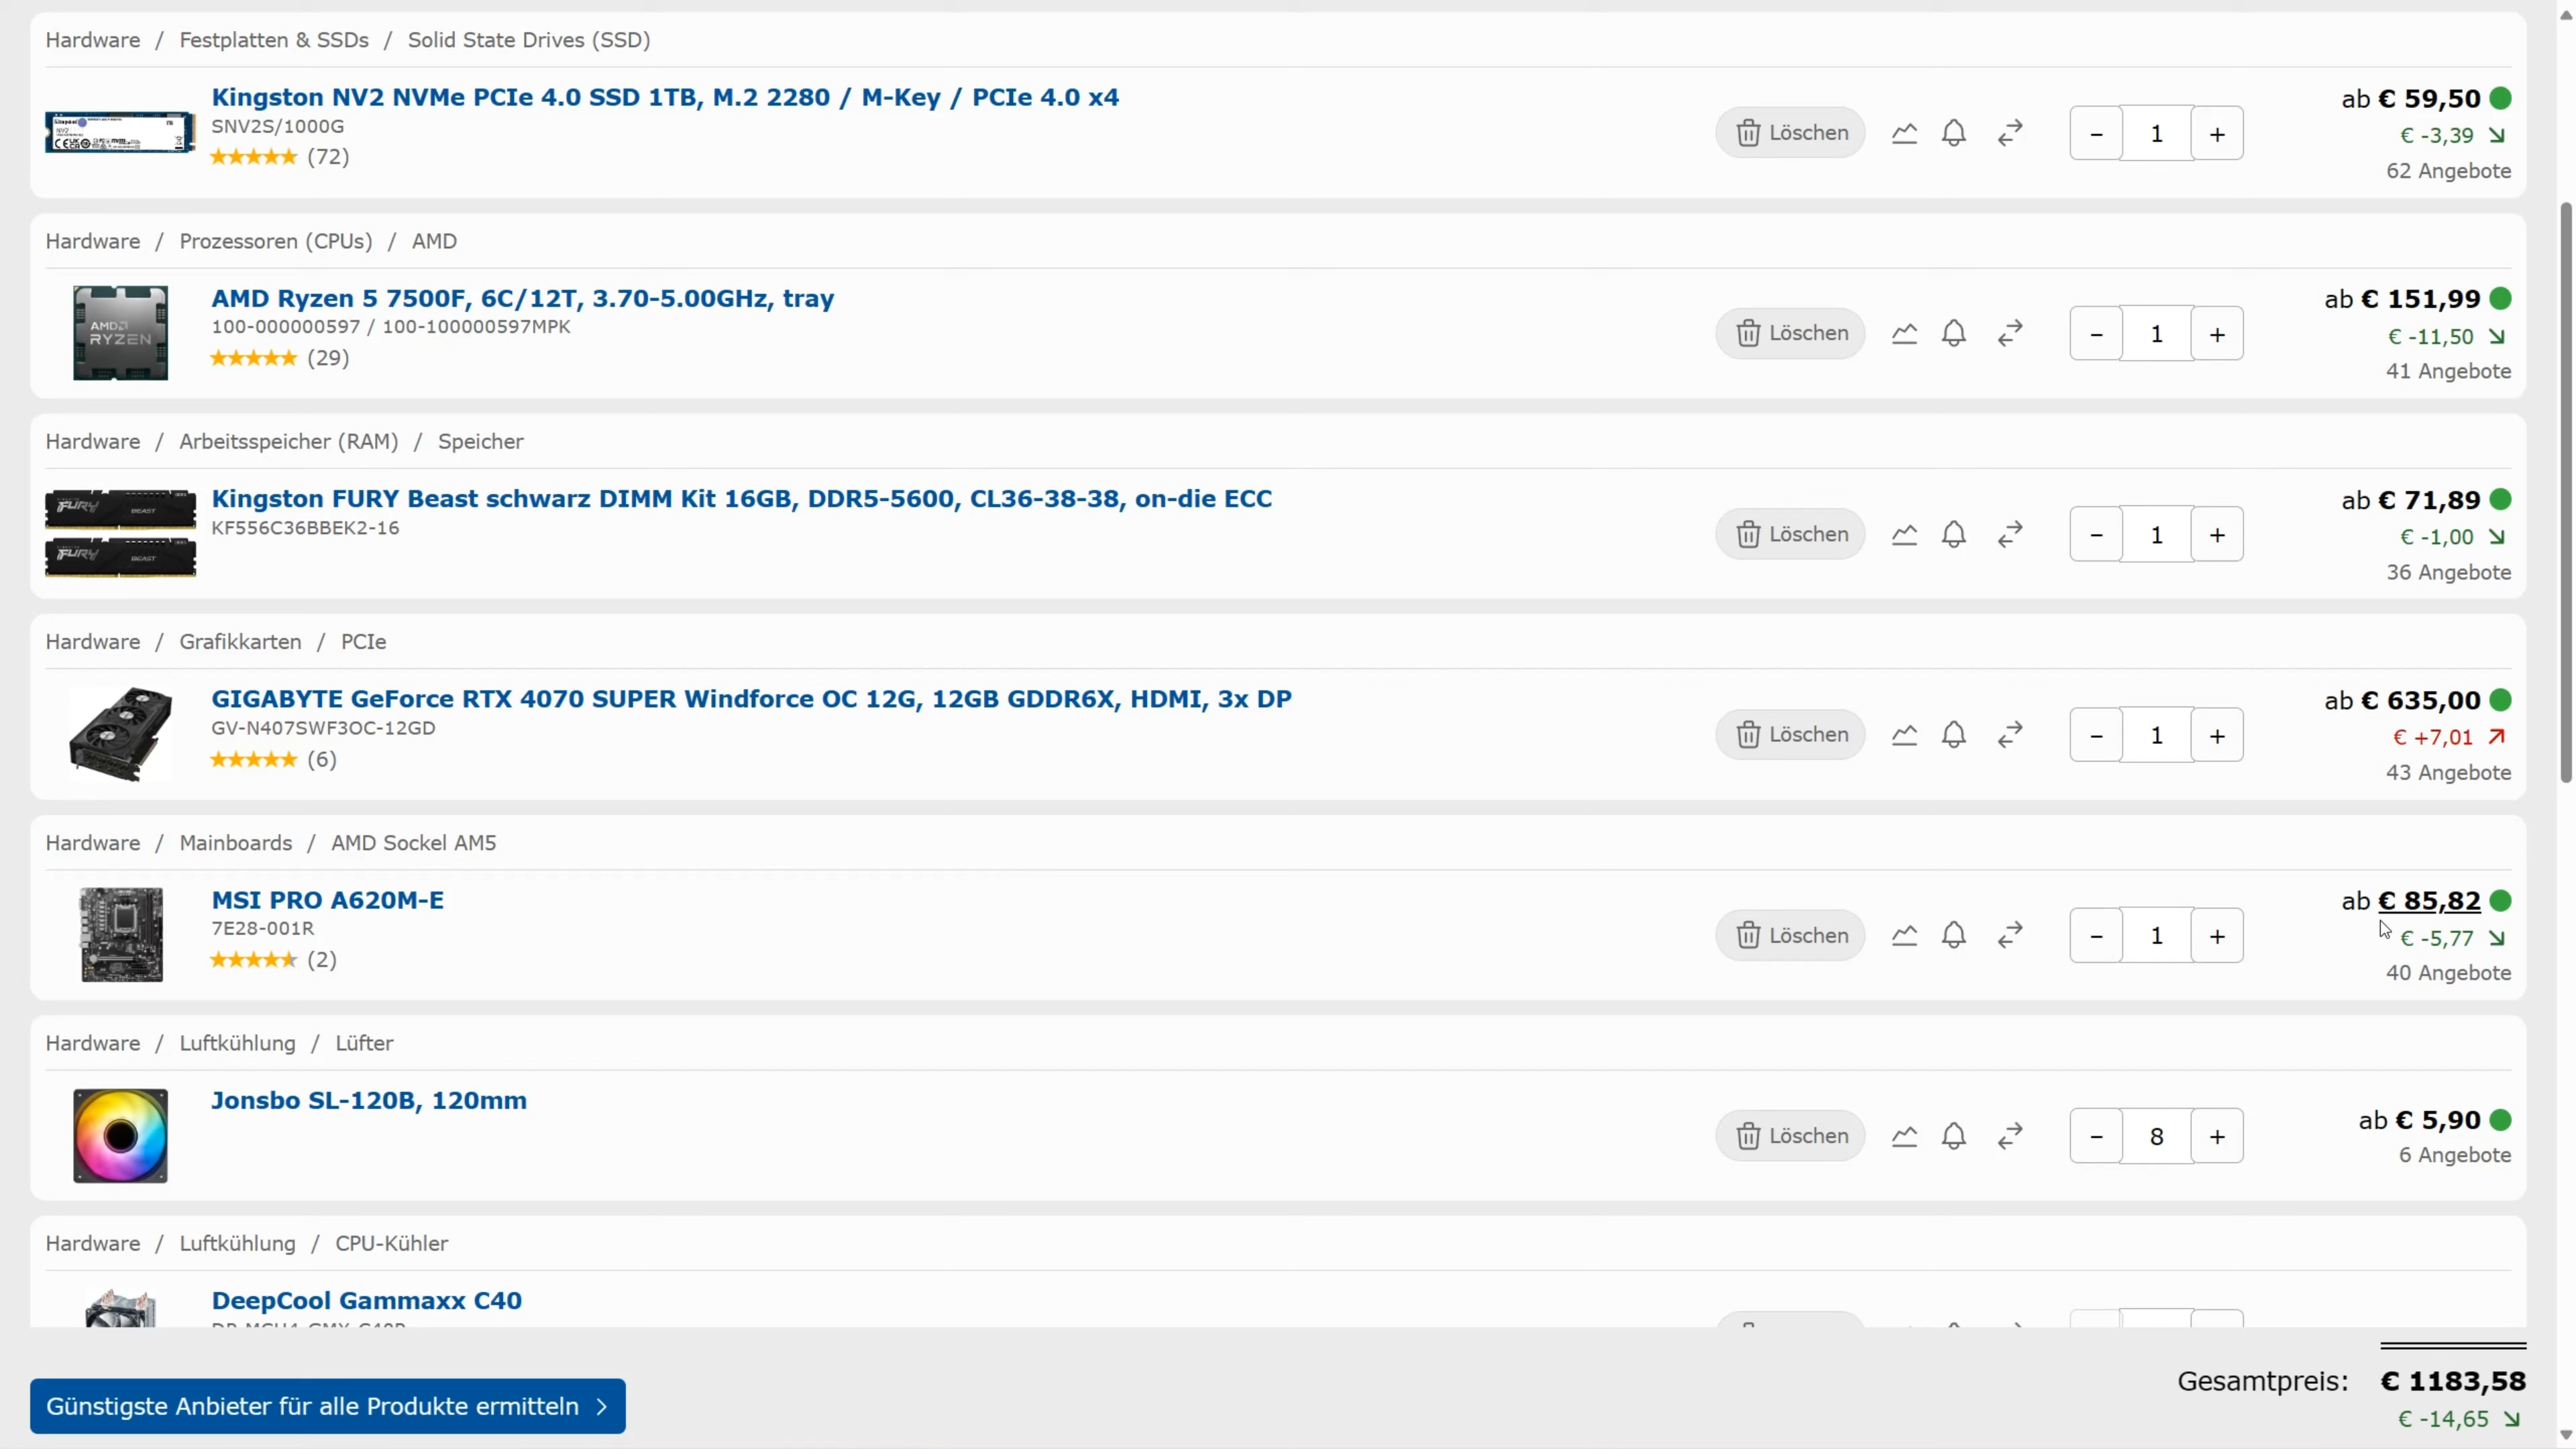 Hardware / Festplatten & SSDs / Solid State Drives (SSD)
Kingston NV2 NVMe PCIe 4.0 SSD 1TB, M.2 2280 / M-Key / PCIe 4.0 x4
SNV2S/1000G
(72)
Löschen
- 1 +
ab € 59,50
€ -3,39
62 Angebote
Hardware / Prozessoren (CPUs) / AMD
AMD Ryzen 5 7500F, 6C/12T, 3.70-5.00GHz, tray
100-000000597 / 100-100000597MPK
(29)
AMD
RYZEN
Löschen
- 1 +
ab € 151,99
€ -11,50
41 Angebote
Hardware / Arbeitsspeicher (RAM) / Speicher
Kingston FURY Beast schwarz DIMM Kit 16GB, DDR5-5600, CL36-38-38, on-die ECC
KF556C36BBEK2-16
FURY BEAST
FURY BEAST
Löschen
- 1 +
ab € 71,89
€ -1,00
36 Angebote
Hardware / Grafikkarten / PCIe
GIGABYTE GeForce RTX 4070 SUPER Windforce OC 12G, 12GB GDDR6X, HDMI, 3x DP
GV-N407SWF3OC-12GD
(6)
Löschen
- 1 +
ab € 635,00
€ +7,01
43 Angebote
Hardware / Mainboards / AMD Sockel AM5
MSI PRO A620M-E
7E28-001R
(2)
Löschen
- 1 +
ab € 85,82
€ -5,77
40 Angebote
Hardware / Luftkühlung / Lüfter
Jonsbo SL-120B, 120mm
Löschen
- 8 +
ab € 5,90
6 Angebote
Hardware / Luftkühlung / CPU-Kühler
DeepCool Gammaxx C40
Günstigste Anbieter für alle Produkte ermitteln
Gesamtpreis: € 1183,58
€ -14,65